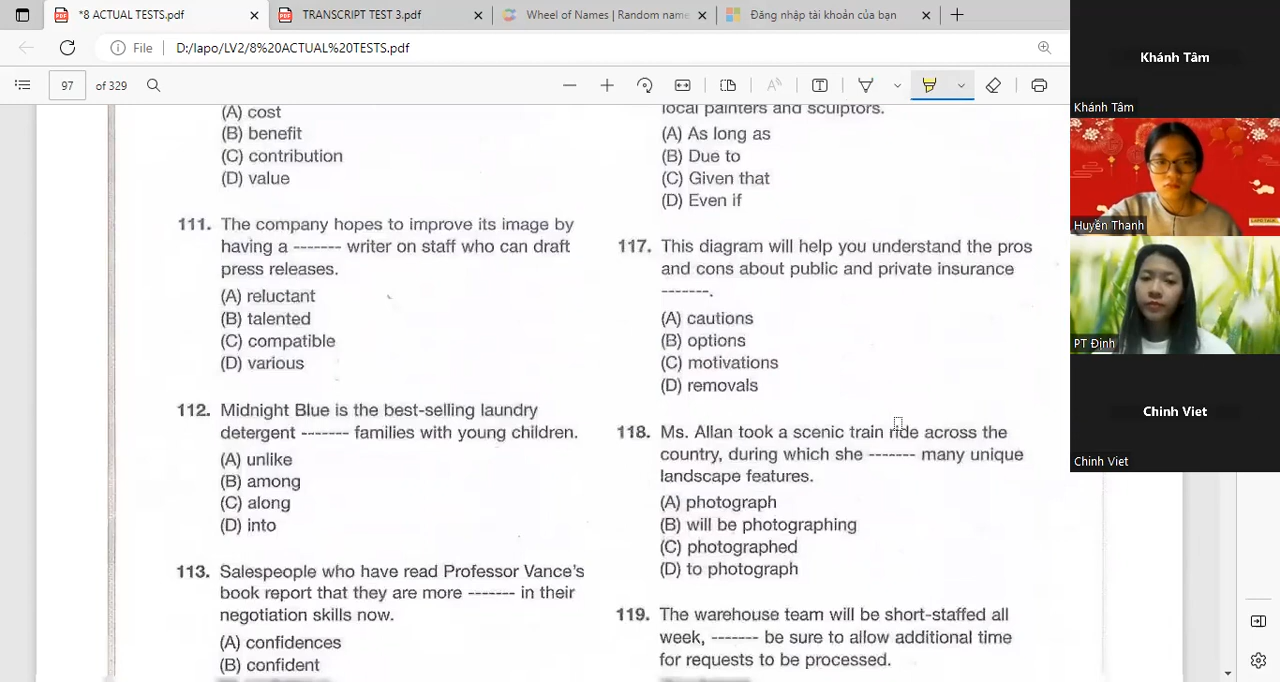 *8 ACTUAL TESTS.pdf
TRANSCRIPT TEST 3.pdf
Wheel of Names | Random name
Đăng nhập tài khoản của bạn
File
D:/lapo/LV2/8%20ACTUAL%20TESTS.pdf
97
of 329
(A) cost
(B) benefit
(C) contribution
(D) value
111. The company hopes to improve its image by
having a ------- writer on staff who can draft
press releases.
(A) reluctant
(B) talented
(C) compatible
(D) various
112. Midnight Blue is the best-selling laundry
detergent ------- families with young children.
(A) unlike
(B) among
(C) along
(D) into
113. Salespeople who have read Professor Vance's
book report that they are more ------- in their
negotiation skills now.
(A) confidences
(B) confident
local painters and sculptors.
(A) As long as
(B) Due to
(C) Given that
(D) Even if
117. This diagram will help you understand the pros
and cons about public and private insurance
-------.
(A) cautions
(B) options
(C) motivations
(D) removals
118. Ms. Allan took a scenic train ride across the
country, during which she ------- many unique
landscape features.
(A) photograph
(B) will be photographing
(C) photographed
(D) to photograph
119. The warehouse team will be short-staffed all
week, ------- be sure to allow additional time
for requests to be processed.
Khánh Tâm
Khánh Tâm
Huyền Thanh
PT Định
Chinh Viet
Chinh Viet